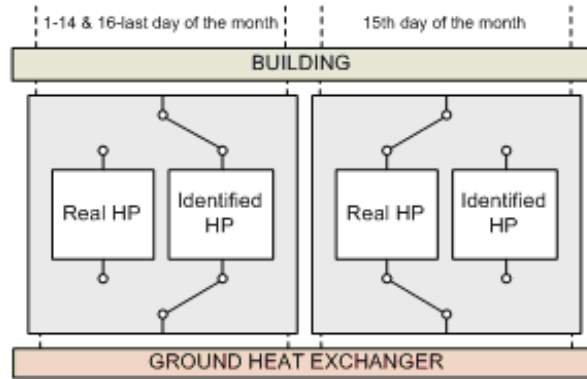 1-14 & 16-last day of the month
15th day of the month
BUILDING
Real HP
Identified
HP
Real HP
Identified
HP
GROUND HEAT EXCHANGER